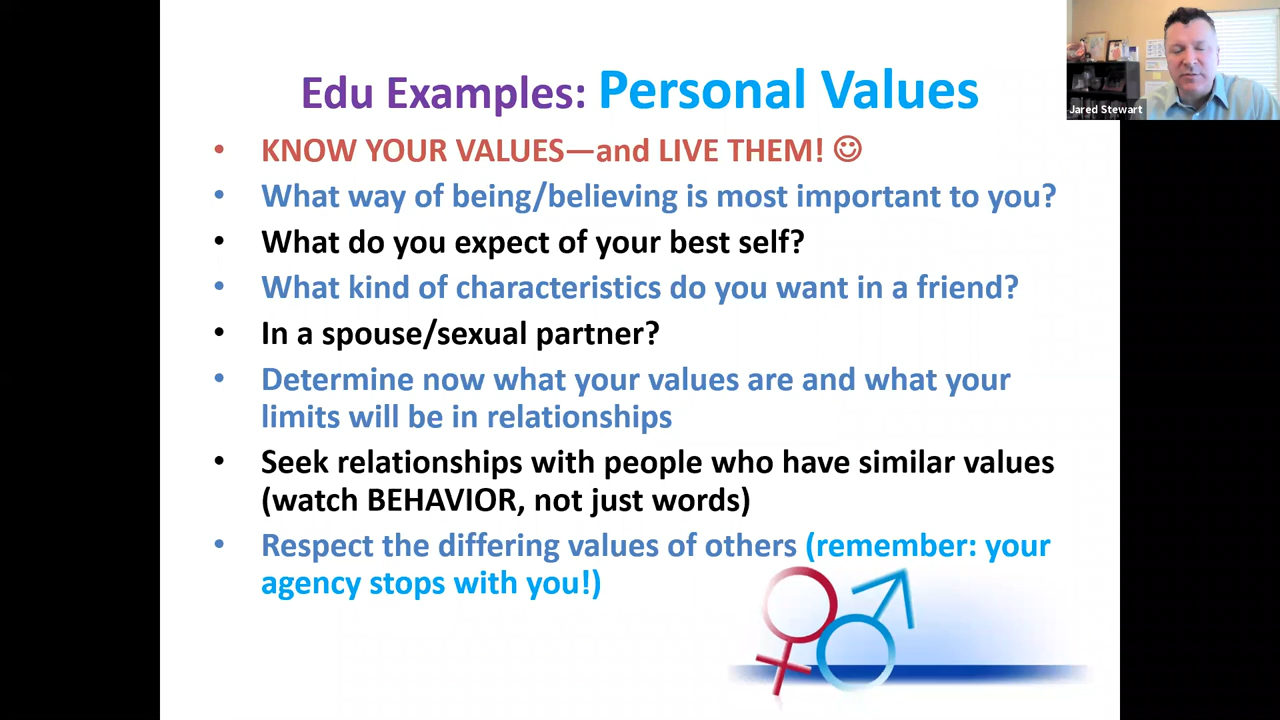 Edu Examples: Personal Values
• KNOW YOUR VALUES—and LIVE THEM! ☺
• What way of being/believing is most important to you?
• What do you expect of your best self?
• What kind of characteristics do you want in a friend?
• In a spouse/sexual partner?
• Determine now what your values are and what your
limits will be in relationships
• Seek relationships with people who have similar values
(watch BEHAVIOR, not just words)
• Respect the differing values of others (remember: your
agency stops with you!)
Jared Stewart